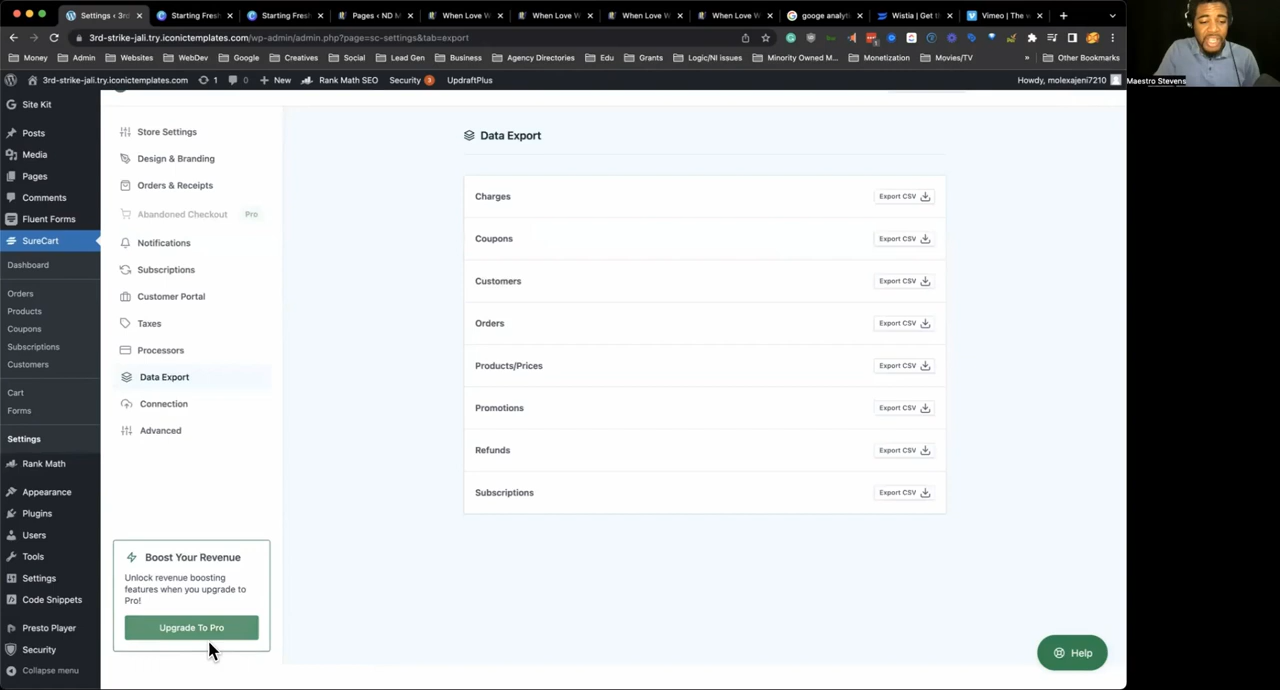 Settings ‹ 3rd
Starting Fresh
Starting Fresh
Pages ‹ ND M
When Love W
When Love W
When Love W
When Love W
googe analyti
Wistia | Get t
Vimeo | The w
3rd-strike-jali.try.iconictemplates.com/wp-admin/admin.php?page=sc-settings&tab=export
Money
Admin
Websites
WebDev
Google
Creatives
Social
Lead Gen
Business
Agency Directories
Edu
Grants
Logic/NI issues
Minority Owned M...
Monetization
Movies/TV
»
Other Bookmarks
Maestro Stevens
3rd-strike-jali.try.iconictemplates.com
1
0
+ New
Rank Math SEO
Security
UpdraftPlus
Howdy, molexajeni7210
Site Kit
Posts
Media
Pages
Comments
Fluent Forms
SureCart
Dashboard
Orders
Products
Coupons
Subscriptions
Customers
Cart
Forms
Settings
Rank Math
Appearance
Plugins
Users
Tools
Settings
Code Snippets
Presto Player
Security
Collapse menu
Store Settings
Design & Branding
Orders & Receipts
Abandoned Checkout Pro
Notifications
Subscriptions
Customer Portal
Taxes
Processors
Data Export
Connection
Advanced
Boost Your Revenue
Unlock revenue boosting
features when you upgrade to
Pro!
Upgrade To Pro
Data Export
Charges Export CSV
Coupons Export CSV
Customers Export CSV
Orders Export CSV
Products/Prices Export CSV
Promotions Export CSV
Refunds Export CSV
Subscriptions Export CSV
Help